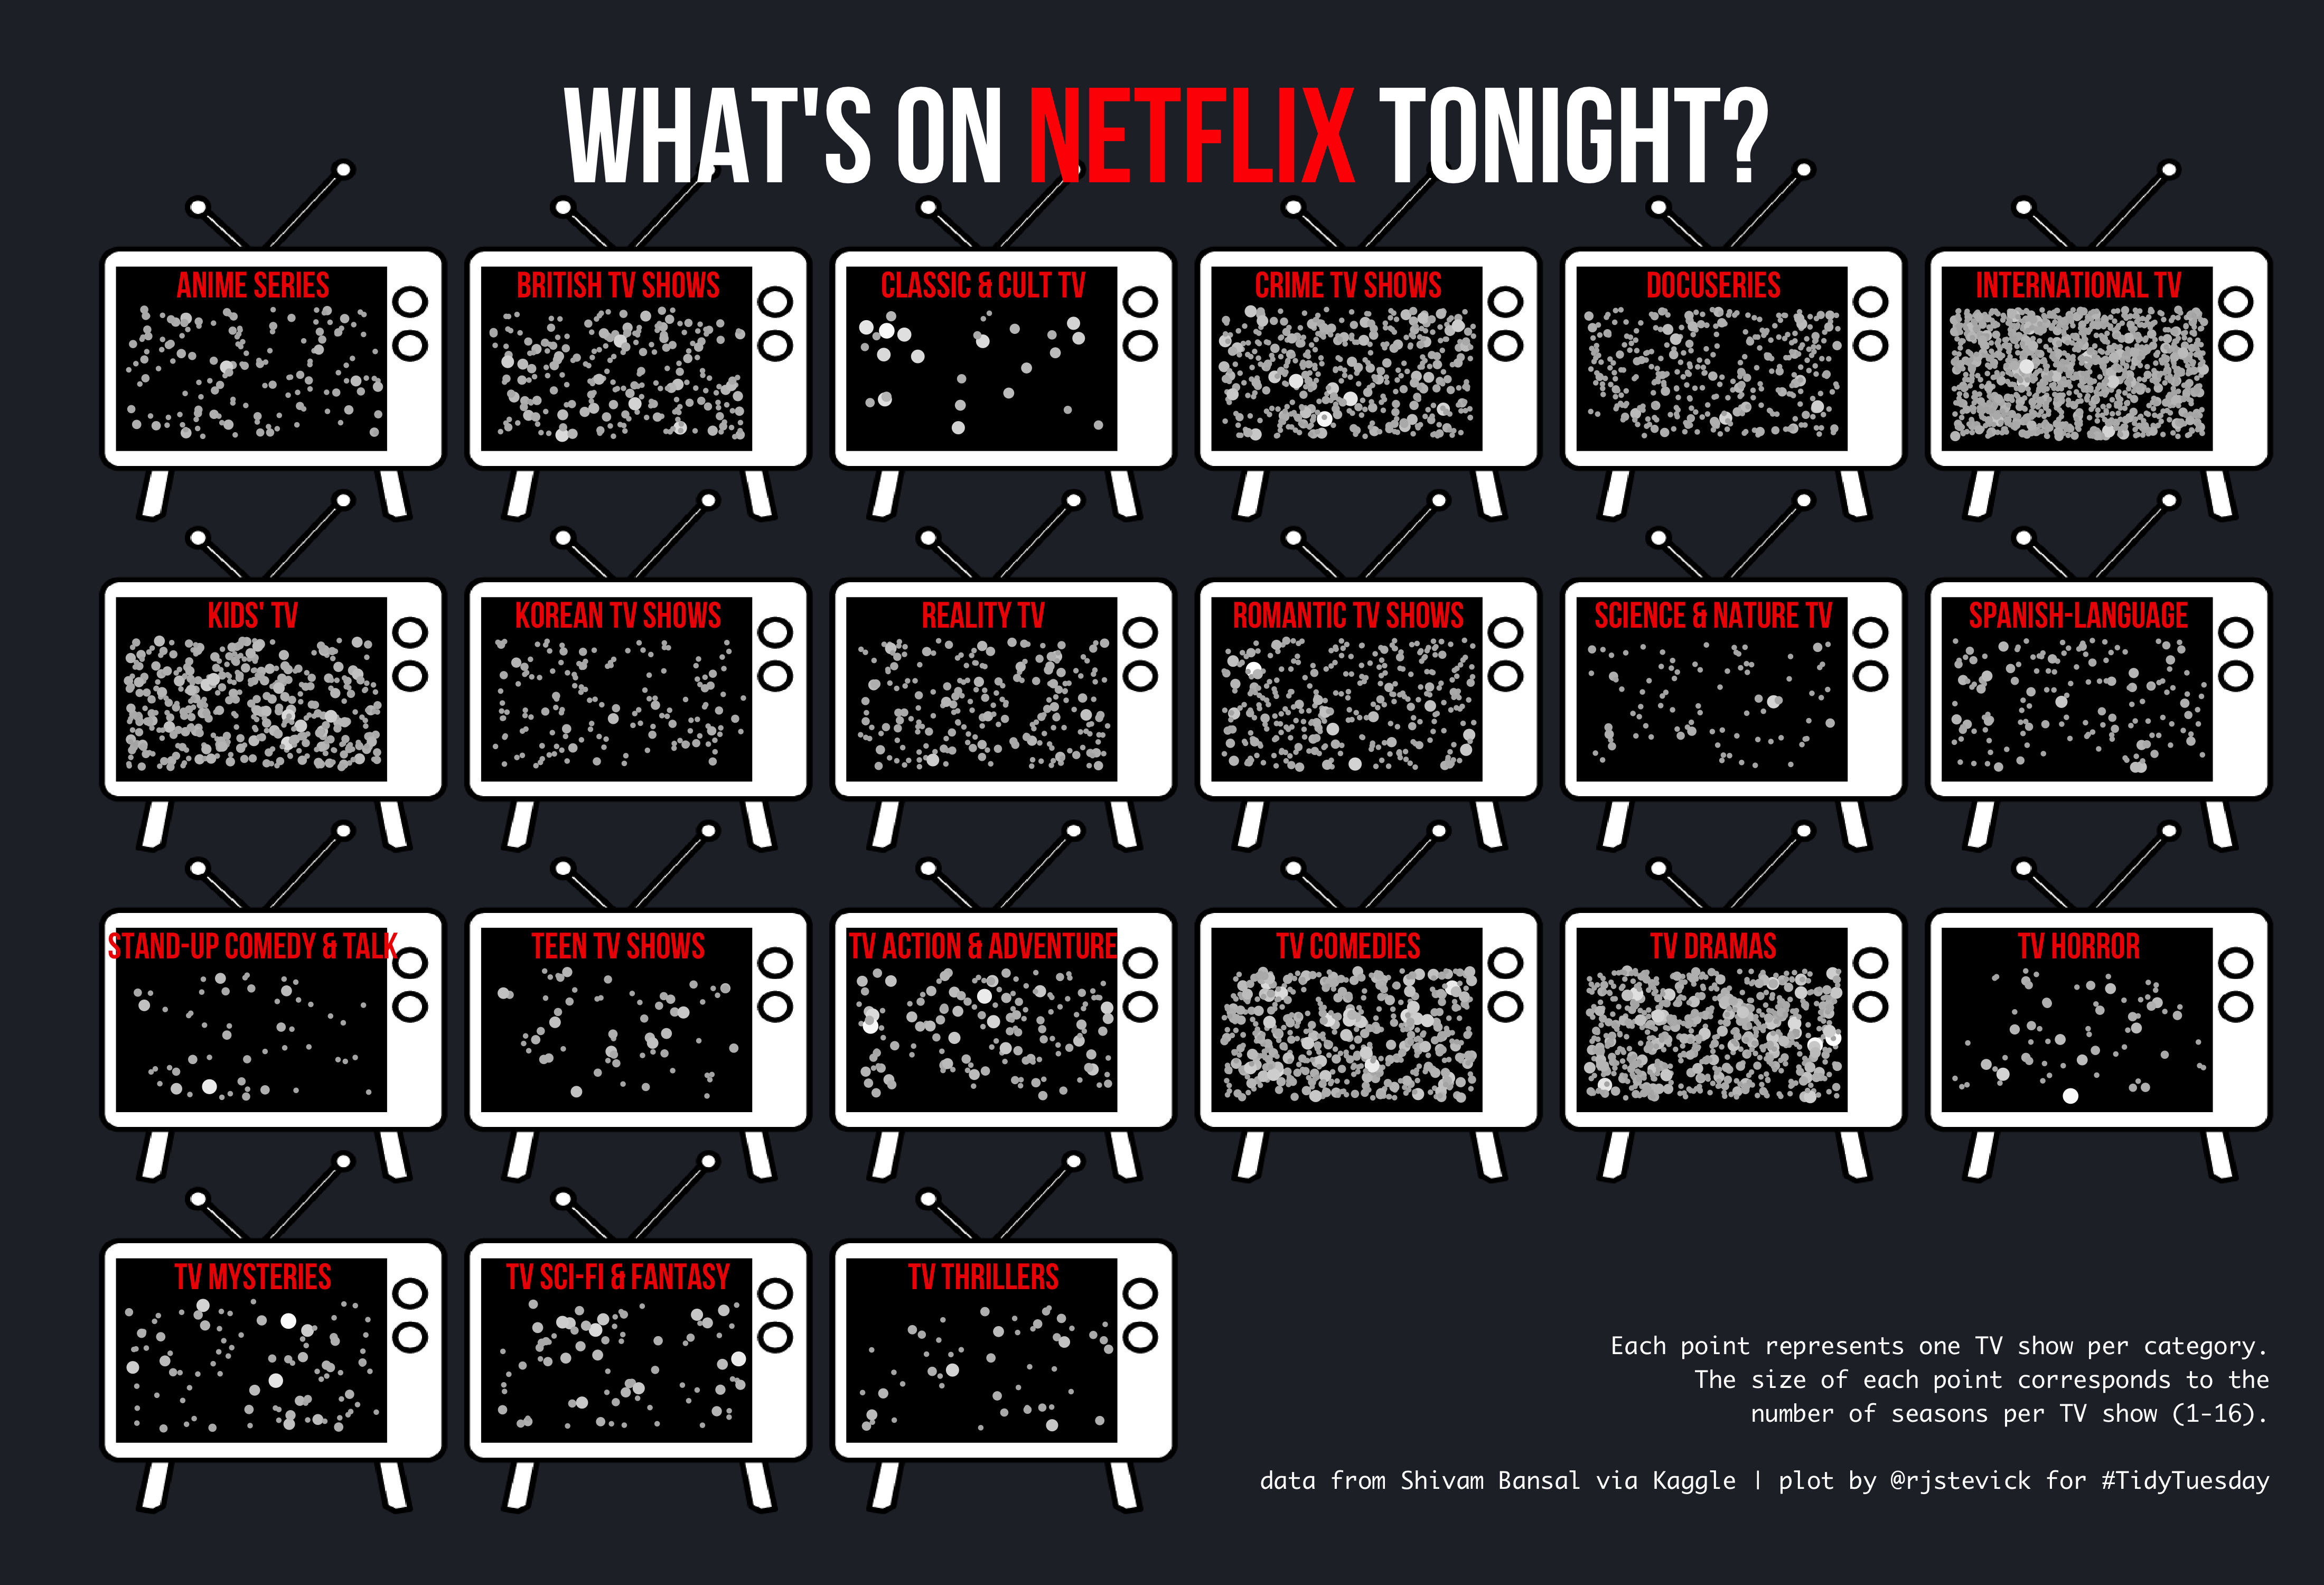 WHAT'S ON NETFLIX TONIGHT?
ANIME SERIES
BRITISH TV SHOWS
CLASSIC & CULT TV
CRIME TV SHOWS
DOCUSERIES
INTERNATIONAL TV
KIDS' TV
KOREAN TV SHOWS
REALITY TV
ROMANTIC TV SHOWS
SCIENCE & NATURE TV
SPANISH-LANGUAGE
STAND-UP COMEDY & TALK
TEEN TV SHOWS
TV ACTION & ADVENTURE
TV COMEDIES
TV DRAMAS
TV HORROR
TV MYSTERIES
TV SCI-FI & FANTASY
TV THRILLERS
Each point represents one TV show per category.
The size of each point corresponds to the
number of seasons per TV show (1-16).
data from Shivam Bansal via Kaggle | plot by @rjstevick for #TidyTuesday